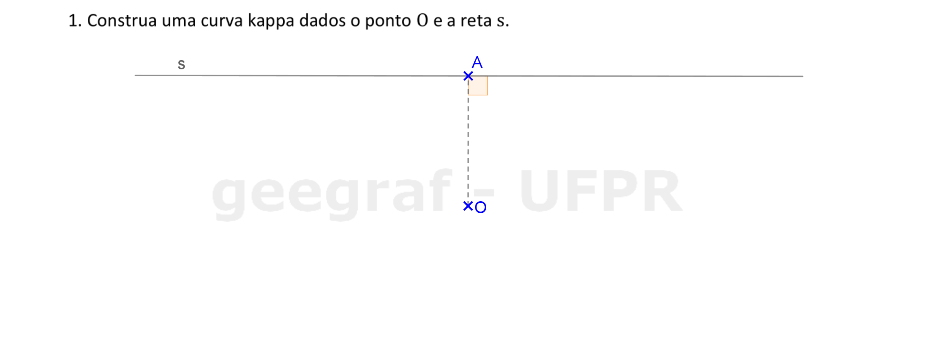 1. Construa uma curva kappa dados o ponto O e a reta s.
A
s
geegraf - UFPR
O